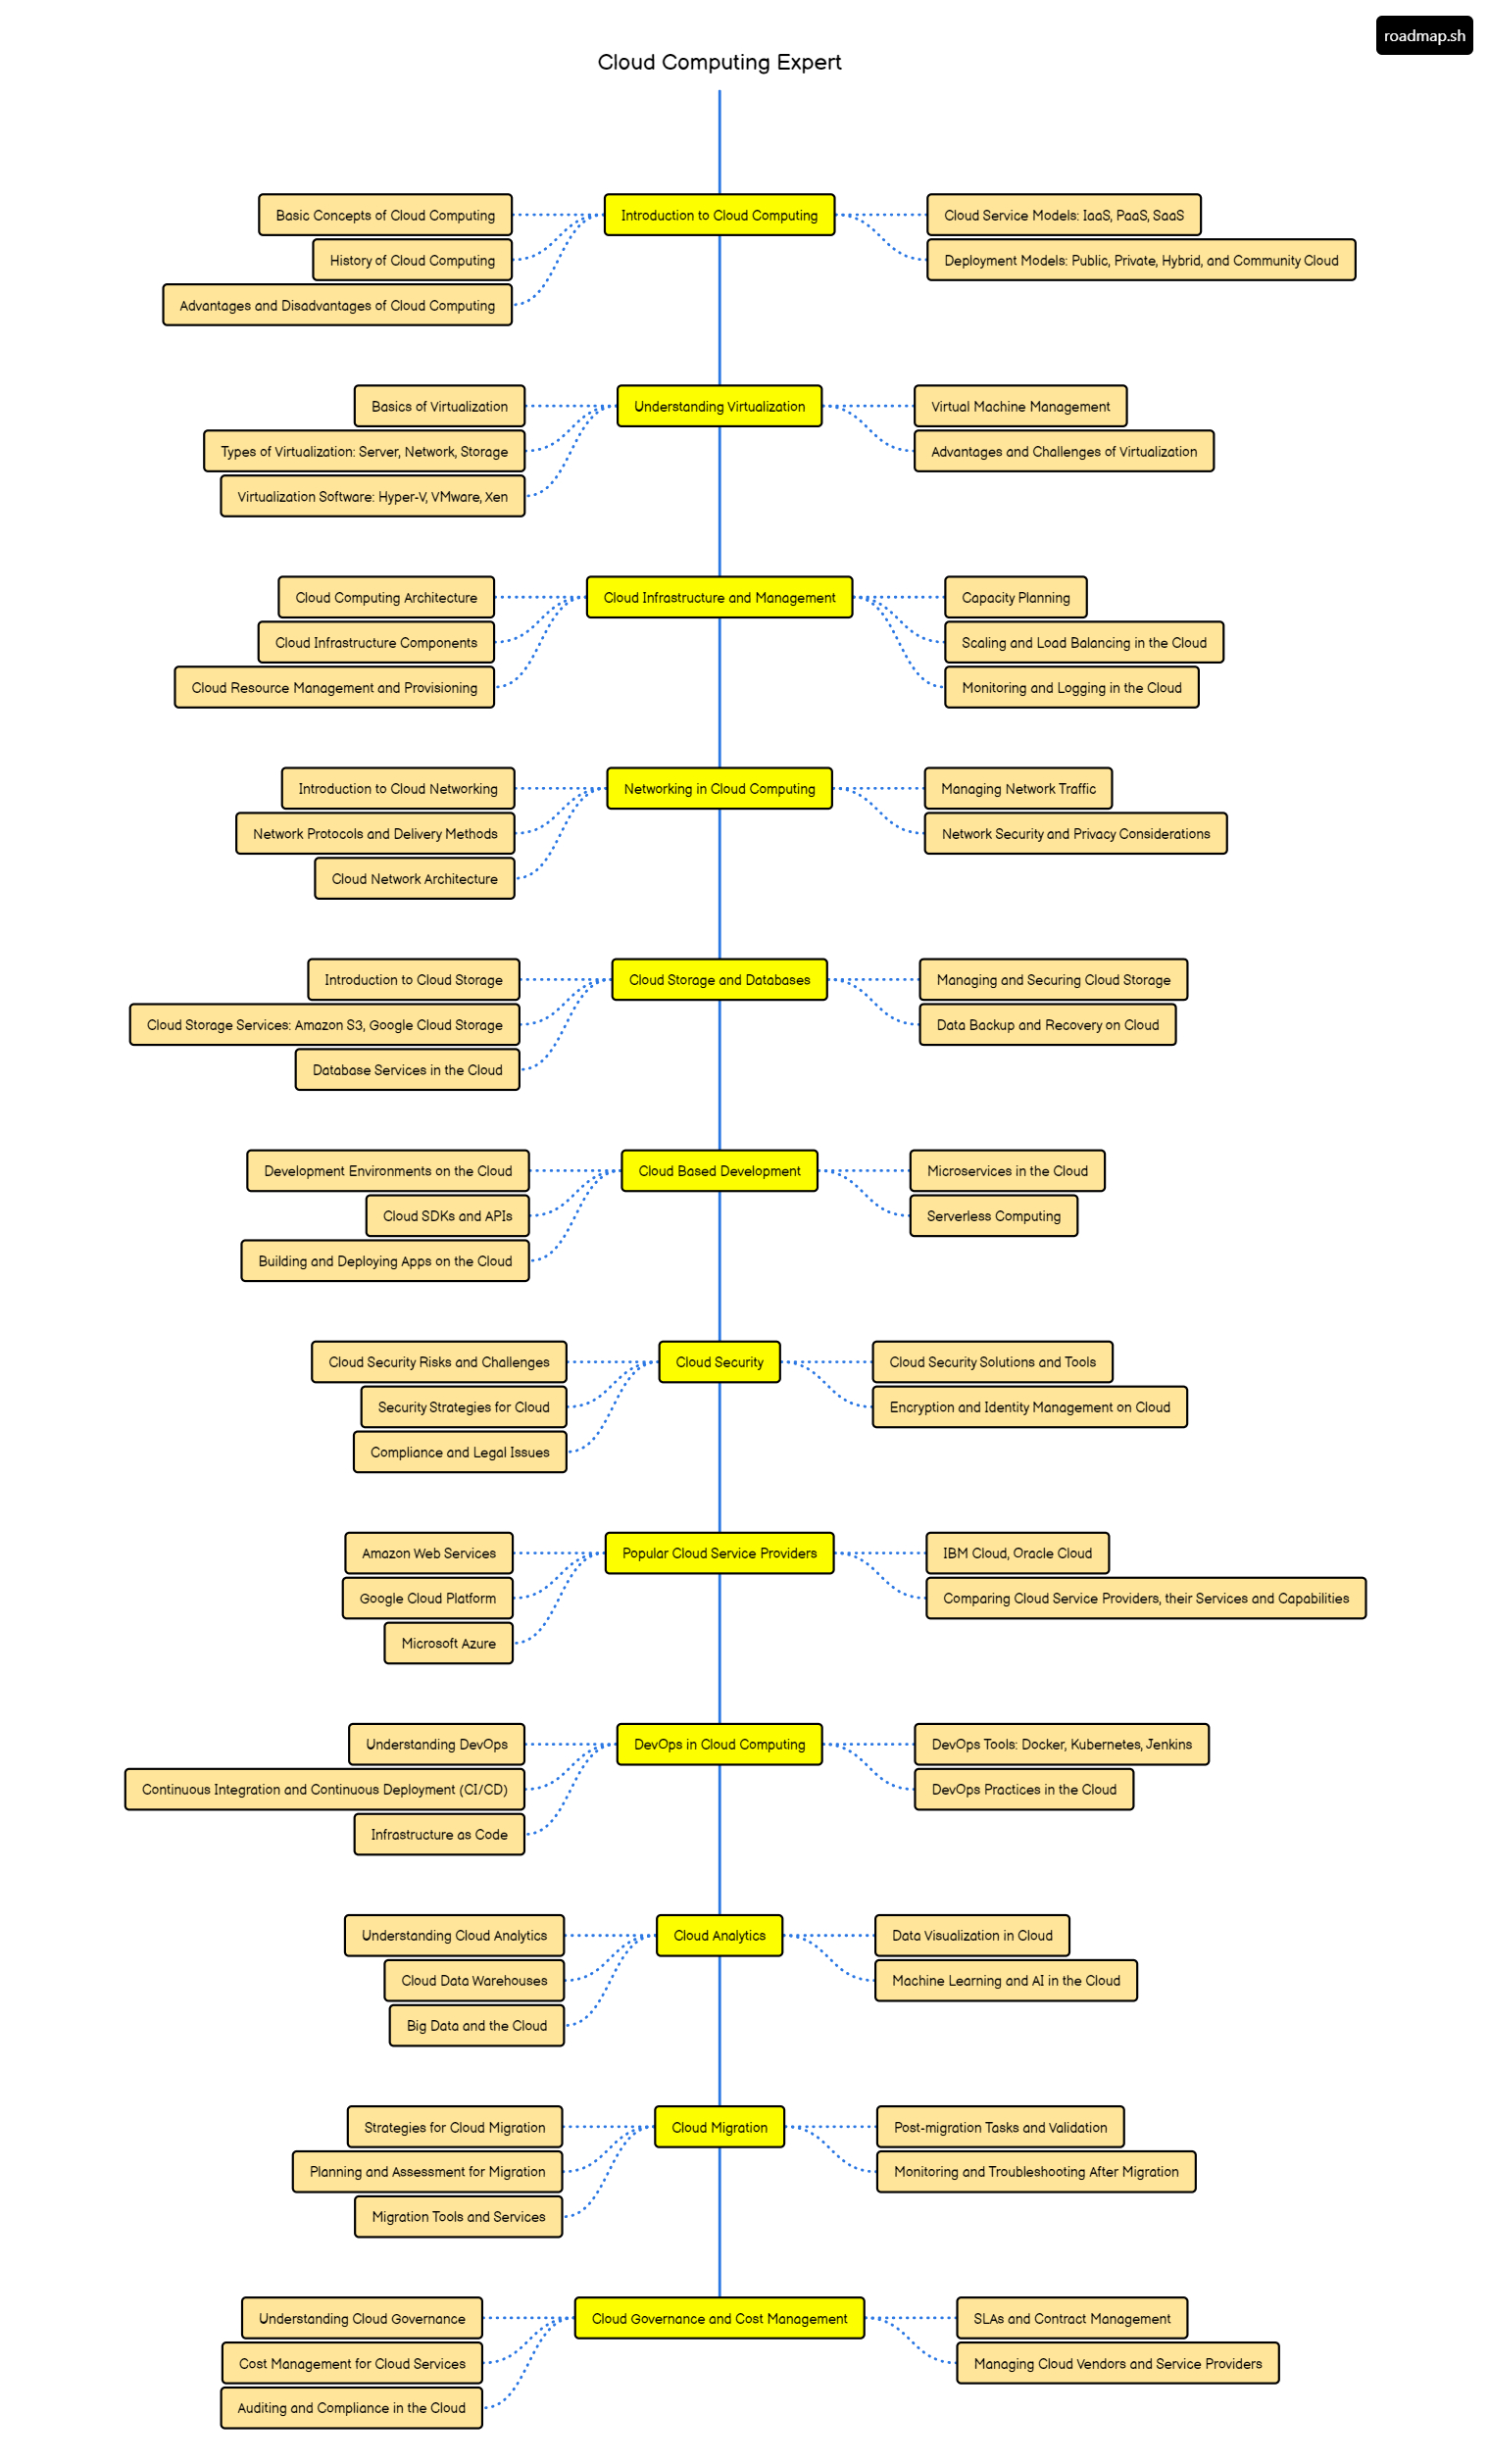 roadmap.sh
Cloud Computing Expert
Introduction to Cloud Computing
Basic Concepts of Cloud Computing
History of Cloud Computing
Advantages and Disadvantages of Cloud Computing
Cloud Service Models: IaaS, PaaS, SaaS
Deployment Models: Public, Private, Hybrid, and Community Cloud
Understanding Virtualization
Basics of Virtualization
Types of Virtualization: Server, Network, Storage
Virtualization Software: Hyper-V, VMware, Xen
Virtual Machine Management
Advantages and Challenges of Virtualization
Cloud Infrastructure and Management
Cloud Computing Architecture
Cloud Infrastructure Components
Cloud Resource Management and Provisioning
Capacity Planning
Scaling and Load Balancing in the Cloud
Monitoring and Logging in the Cloud
Networking in Cloud Computing
Introduction to Cloud Networking
Network Protocols and Delivery Methods
Cloud Network Architecture
Managing Network Traffic
Network Security and Privacy Considerations
Cloud Storage and Databases
Introduction to Cloud Storage
Cloud Storage Services: Amazon S3, Google Cloud Storage
Database Services in the Cloud
Managing and Securing Cloud Storage
Data Backup and Recovery on Cloud
Cloud Based Development
Development Environments on the Cloud
Cloud SDKs and APIs
Building and Deploying Apps on the Cloud
Microservices in the Cloud
Serverless Computing
Cloud Security
Cloud Security Risks and Challenges
Security Strategies for Cloud
Compliance and Legal Issues
Cloud Security Solutions and Tools
Encryption and Identity Management on Cloud
Popular Cloud Service Providers
Amazon Web Services
Google Cloud Platform
Microsoft Azure
IBM Cloud, Oracle Cloud
Comparing Cloud Service Providers, their Services and Capabilities
DevOps in Cloud Computing
Understanding DevOps
Continuous Integration and Continuous Deployment (CI/CD)
Infrastructure as Code
DevOps Tools: Docker, Kubernetes, Jenkins
DevOps Practices in the Cloud
Cloud Analytics
Understanding Cloud Analytics
Cloud Data Warehouses
Big Data and the Cloud
Data Visualization in Cloud
Machine Learning and AI in the Cloud
Cloud Migration
Strategies for Cloud Migration
Planning and Assessment for Migration
Migration Tools and Services
Post-migration Tasks and Validation
Monitoring and Troubleshooting After Migration
Cloud Governance and Cost Management
Understanding Cloud Governance
Cost Management for Cloud Services
Auditing and Compliance in the Cloud
SLAs and Contract Management
Managing Cloud Vendors and Service Providers